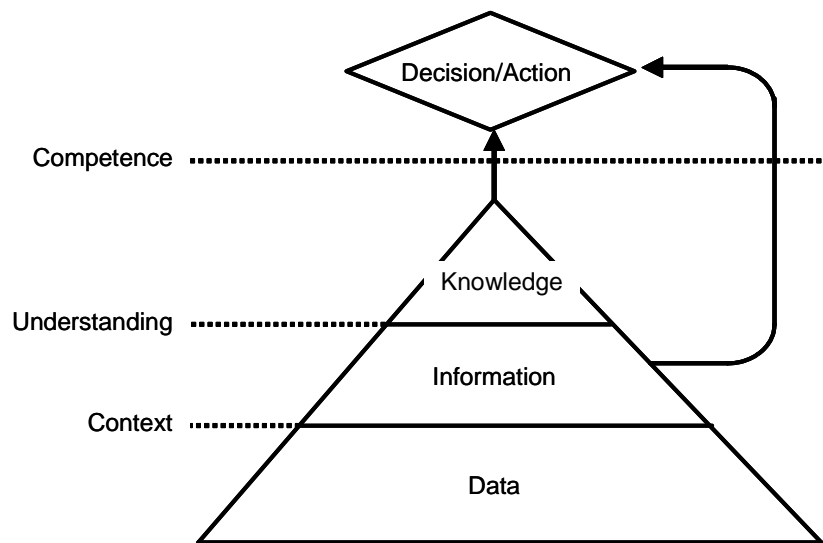 Decision/Action
Competence
Knowledge
Understanding
Information
Context
Data